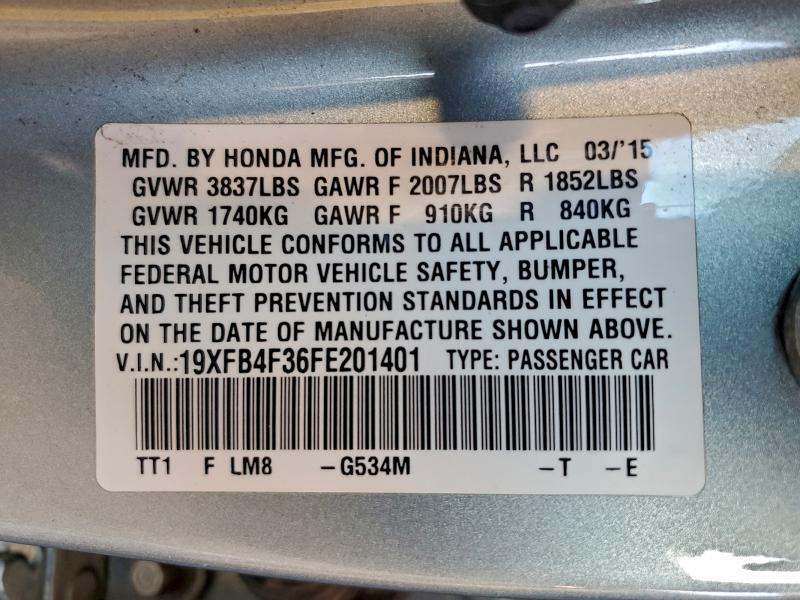 MFD. BY HONDA MFG. OF INDIANA, LLC 03/'15
GVWR 3837LBS GAWR F 2007LBS R 1852LBS
GVWR 1740KG GAWR F 910KG R 840KG
THIS VEHICLE CONFORMS TO ALL APPLICABLE
FEDERAL MOTOR VEHICLE SAFETY, BUMPER,
AND THEFT PREVENTION STANDARDS IN EFFECT
ON THE DATE OF MANUFACTURE SHOWN ABOVE.
V.I.N.:19XFB4F36FE201401 TYPE: PASSENGER CAR
TT1 F LM8 -G534M -T -E